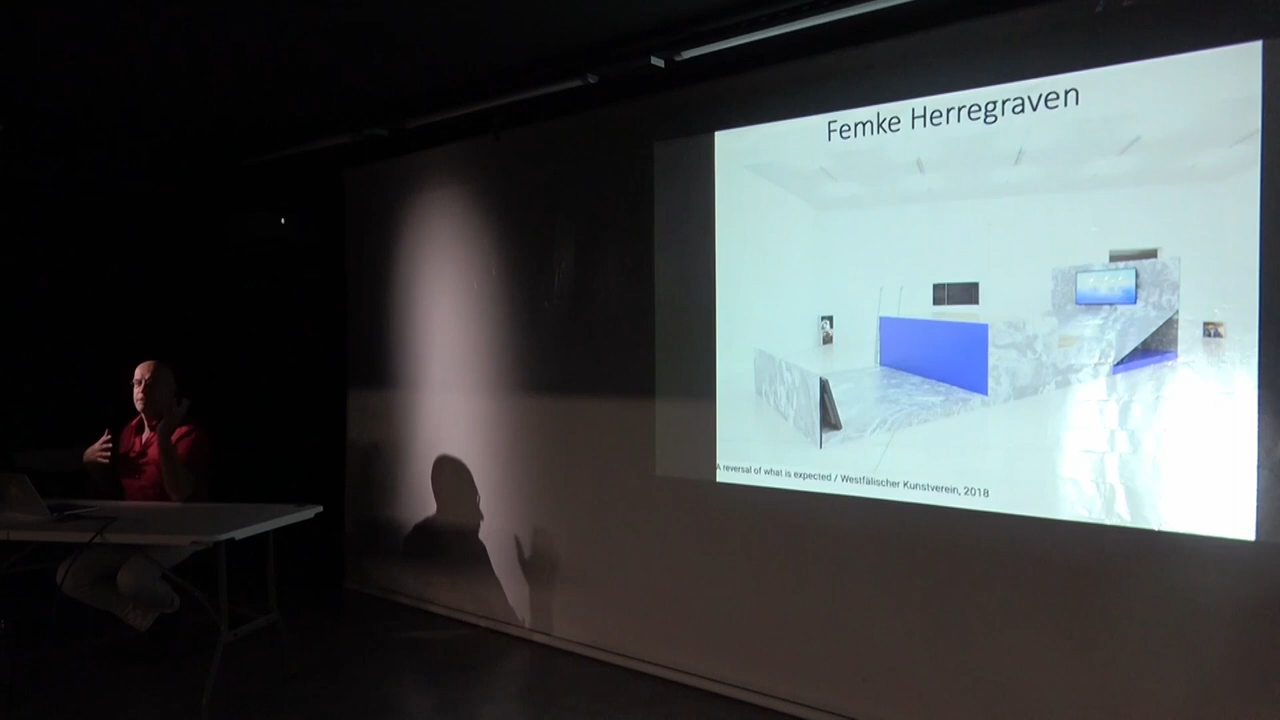 Femke Herregraven
A reversal of what is expected / Westfälischer Kunstverein, 2018